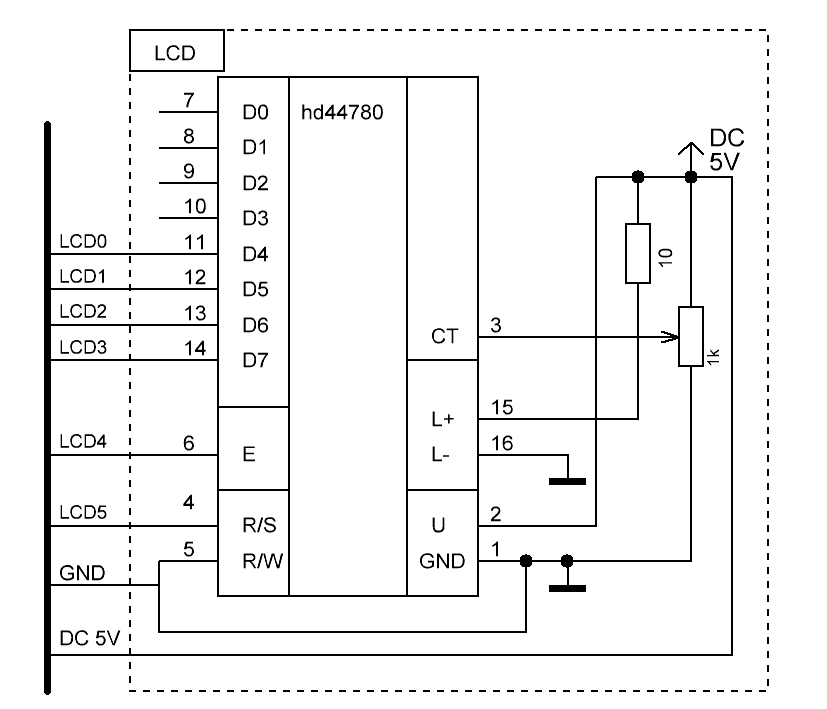 LCD
hd44780
7
D0
8
D1
9
D2
10
D3
LCD0
11
D4
LCD1
12
D5
LCD2
13
D6
LCD3
14
D7
LCD4
6
E
LCD5
4
R/S
5
R/W
GND
DC 5V
CT
3
L+
15
L-
16
U
2
GND
1
DC
5V
10
1k